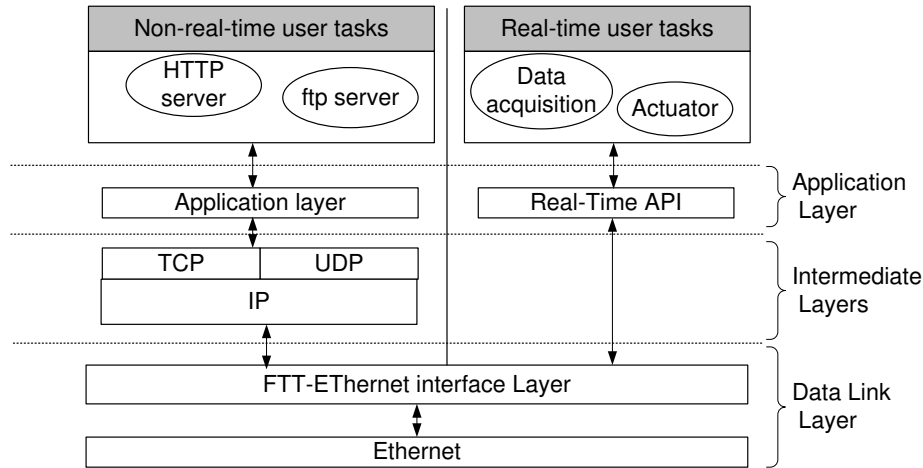 Non-real-time user tasks
Real-time user tasks
HTTP
server
ftp server
Data
acquisition
Actuator
Application layer
Real-Time API
Application
Layer
TCP
UDP
IP
Intermediate
Layers
FTT-EThernet interface Layer
Ethernet
Data Link
Layer